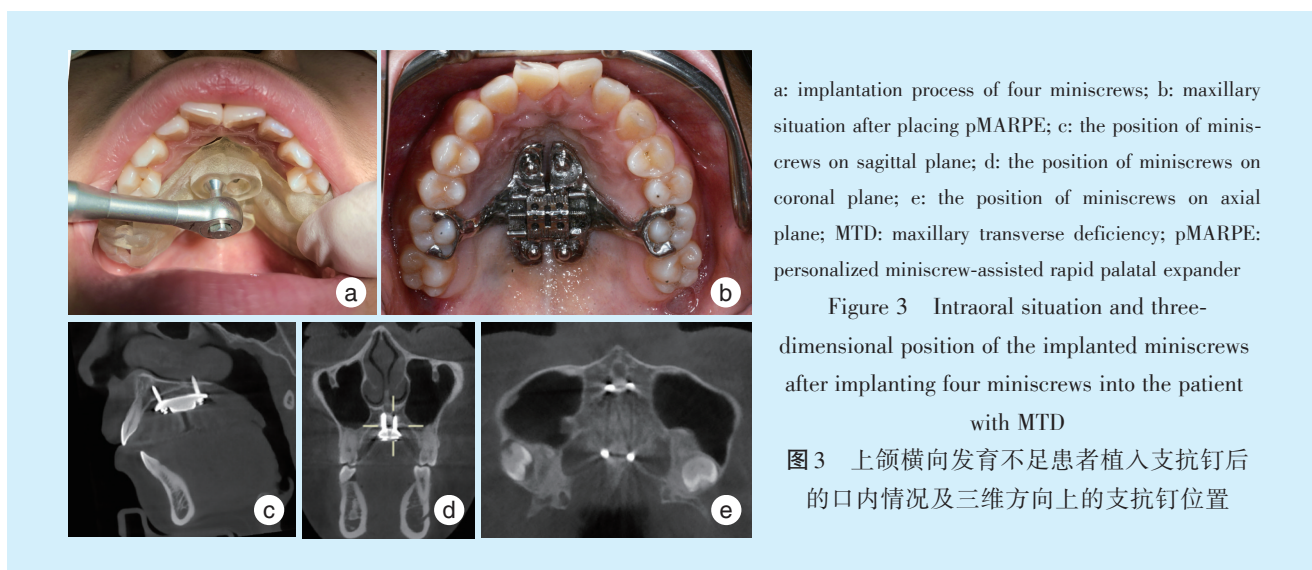 a
b
c
d
e
a: implantation process of four miniscrews; b: maxillary
situation after placing pMARPE; c: the position of minis-
crews on sagittal plane; d: the position of miniscrews on
coronal plane; e: the position of miniscrews on axial
plane; MTD: maxillary transverse deficiency; pMARPE:
personalized miniscrew-assisted rapid palatal expander
Figure 3 Intraoral situation and three-
dimensional position of the implanted miniscrews
after implanting four miniscrews into the patient
with MTD
图3 上颌横向发育不足患者植入支抗钉后
的口内情况及三维方向上的支抗钉位置